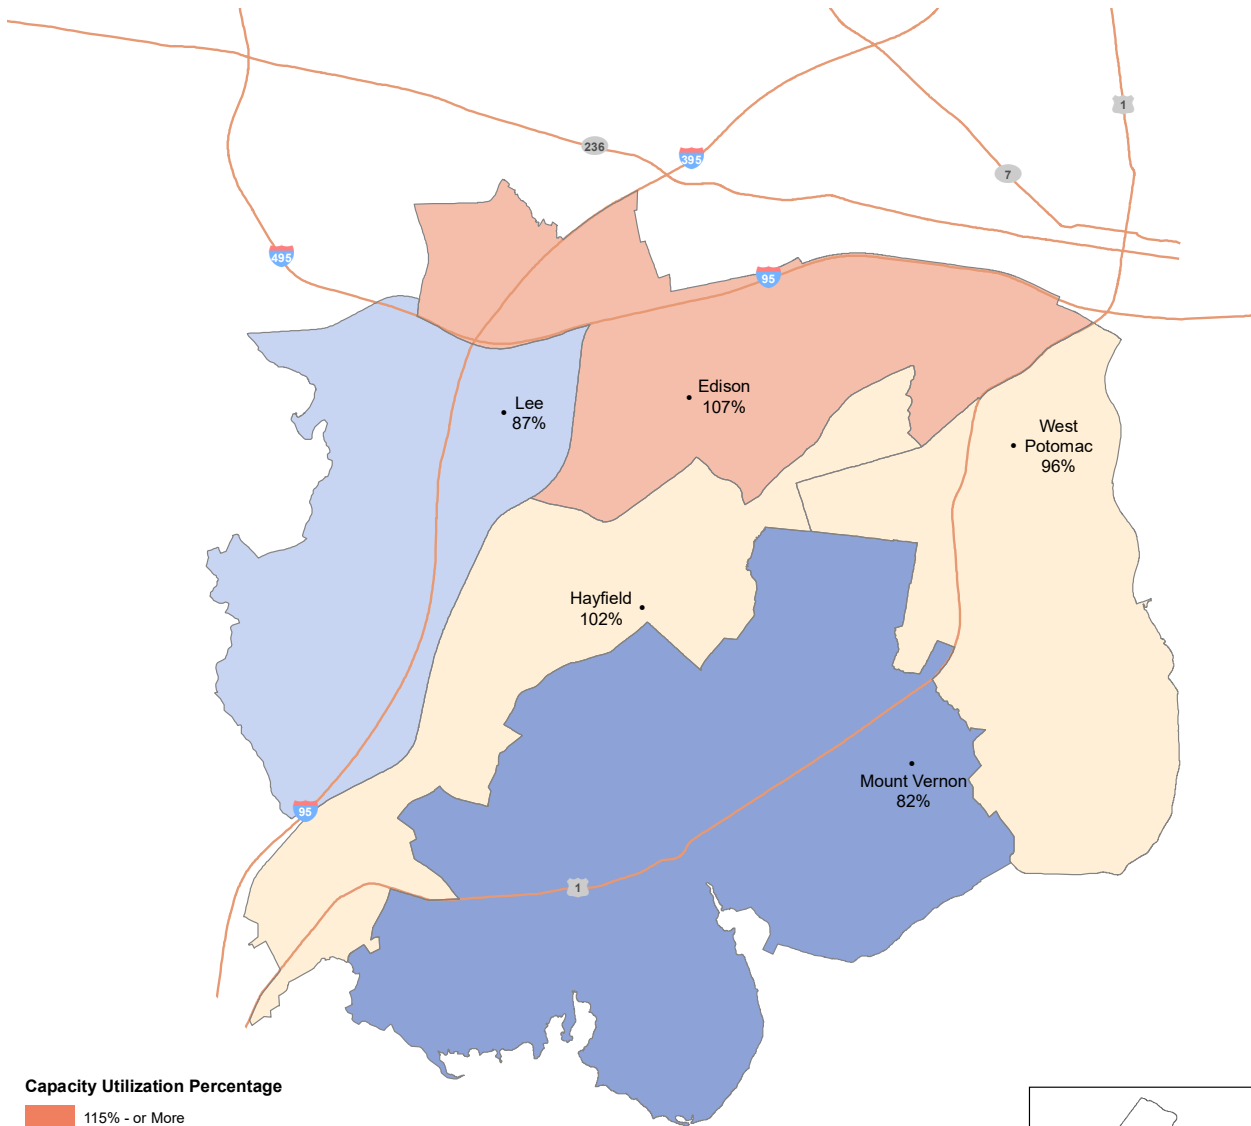 1
236
395
7
495
95
Edison
107%
Lee
87%
West
Potomac
96%
Hayfield
102%
Mount Vernon
82%
95
1
Capacity Utilization Percentage
115% - or More